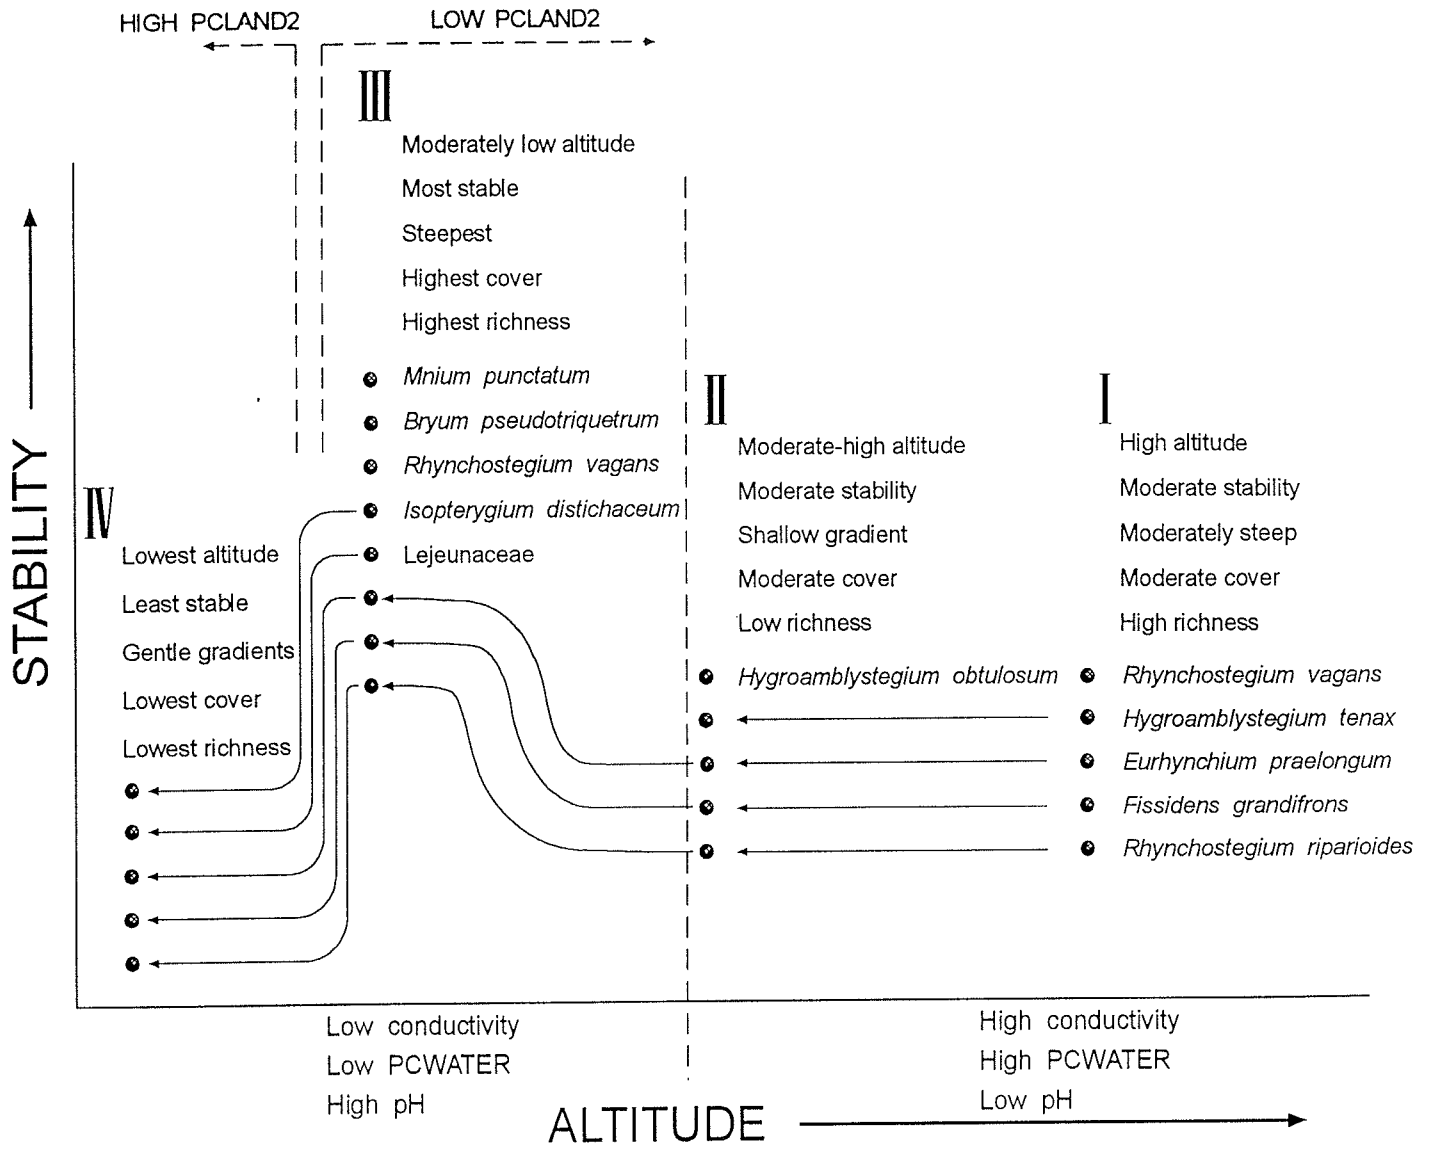 HIGH PCLAND2
LOW PCLAND2
III
Moderately low altitude
Most stable
Steepest
Highest cover
Highest richness
Mnium punctatum
Bryum pseudotriquetrum
Rhynchostegium vagans
Isopterygium distichaceum
Lejeunaceae
II
Moderate-high altitude
Moderate stability
Shallow gradient
Moderate cover
Low richness
Hygroamblystegium obtulosum
I
High altitude
Moderate stability
Moderately steep
Moderate cover
High richness
Rhynchostegium vagans
Hygroamblystegium tenax
Eurhynchium praelongum
Fissidens grandifrons
Rhynchostegium riparioides
IV
Lowest altitude
Least stable
Gentle gradients
Lowest cover
Lowest richness
STABILITY
Low conductivity
Low PCWATER
High pH
High conductivity
High PCWATER
Low pH
ALTITUDE